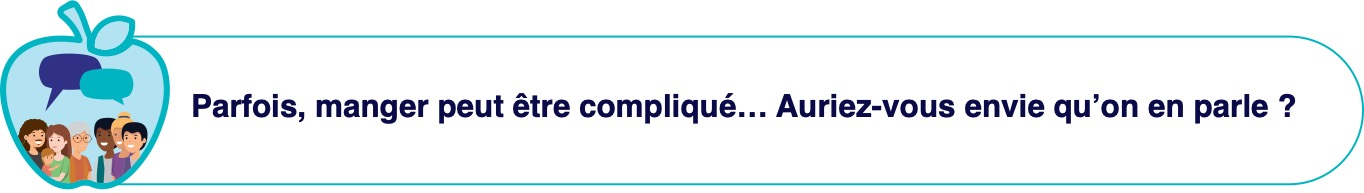 Parfois, manger peut être compliqué… Auriez-vous envie qu’on en parle ?